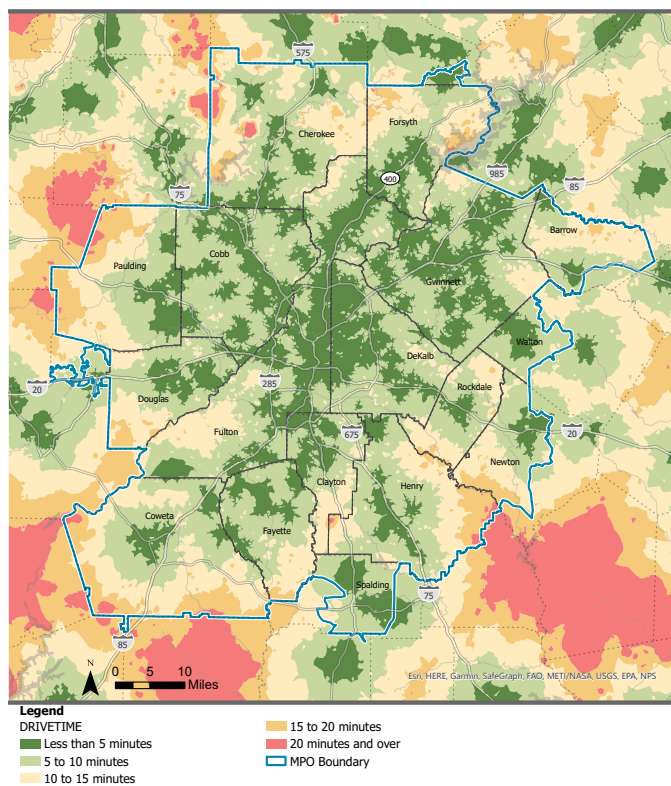 575
Forsyth
Cherokee
400
985
75
85
Barrow
Cobb
Paulding
Gwinnett
Walton
DeKalb
20
285
Rockdale
Douglas
Fulton
675
20
Newton
Clayton
Henry
Coweta
Fayette
Spalding
75
85
N
0 5 10
Miles
Esri, HERE, Garmin, SafeGraph, FAO, METI/NASA, USGS, EPA, NPS
Legend
DRIVETIME
Less than 5 minutes
5 to 10 minutes
10 to 15 minutes
15 to 20 minutes
20 minutes and over
MPO Boundary